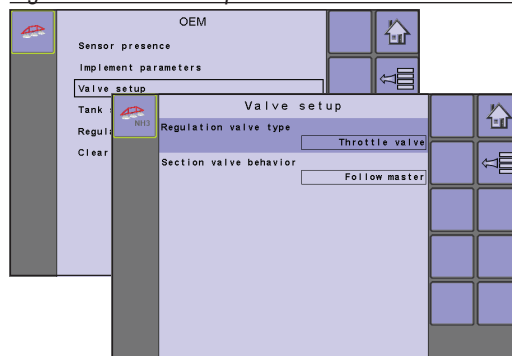 OEM
Sensor presence
Implement parameters
Valve setup
Tank
Clear
NH3
Valve setup
Regulation valve type
Throttle valve
Section valve behavior
Follow master